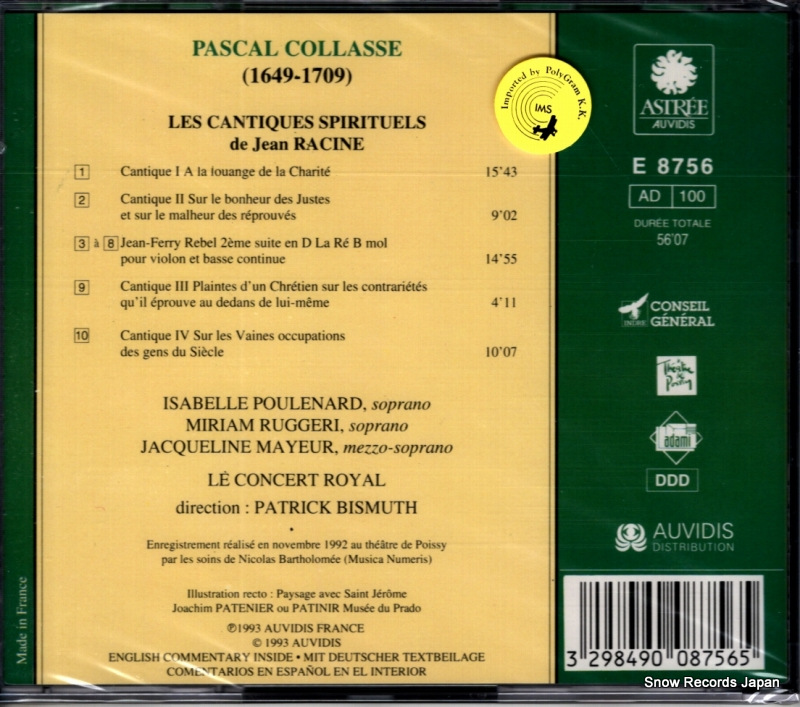 PASCAL COLLASSE
(1649-1709)
LES CANTIQUES SPIRITUELS
de Jean RACINE
1 Cantique I A la louange de la Charité 15'43
2 Cantique II Sur le bonheur des Justes
et sur le malheur des réprouvés 9'02
3 à 8 Jean-Ferry Rebel 2ème suite en D La Ré B mol
pour violon et basse continue 14'55
9 Cantique III Plaintes d'un Chrétien sur les contrariétés
qu'il éprouve au dedans de lui-même 4'11
10 Cantique IV Sur les Vaines occupations
des gens du Siècle 10'07
ISABELLE POULENARD, soprano
MIRIAM RUGGERI, soprano
JACQUELINE MAYEUR, mezzo-soprano
LE CONCERT ROYAL
direction : PATRICK BISMUTH
Enregistrement réalisé en novembre 1992 au théâtre de Poissy
par les soins de Nicolas Bartholomée (Musica Numeris)
Illustration recto : Paysage avec Saint Jérôme
Joachim PATENIER ou PATINIR Musée du Prado
℗1993 AUVIDIS FRANCE
© 1993 AUVIDIS
ENGLISH COMMENTARY INSIDE • MIT DEUTSCHER TEXTBEILAGE
COMENTARIOS EN ESPAÑOL EN EL INTERIOR
Made in France
Imported by PolyGram K.K.
IMS
ASTRÉE
AUVIDIS
E 8756
AD 100
DURÉE TOTALE
56'07
INDRE
CONSEIL
GÉNÉRAL
Théâtre
de
Poissy
adami
DDD
AUVIDIS
DISTRIBUTION
3 298490 087565
Snow Records Japan